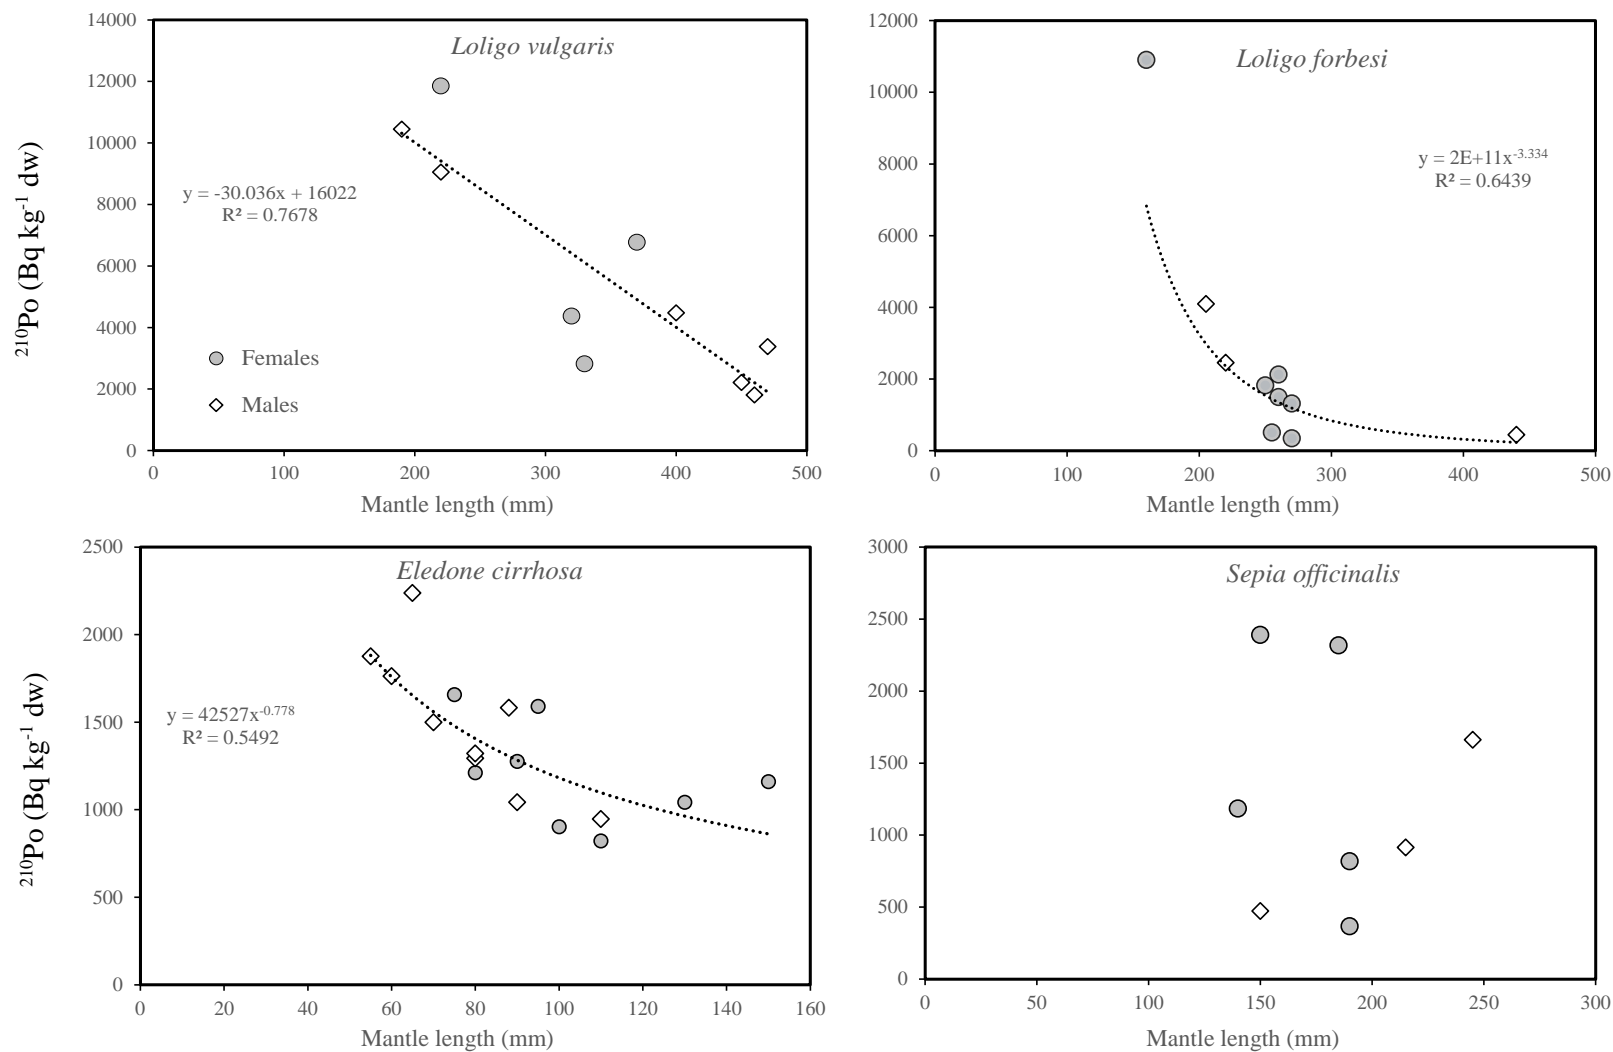 Loligo vulgaris
²¹⁰Po (Bq kg⁻¹ dw)
14000
12000
10000
8000
6000
4000
2000
0
y = -30.036x + 16022
R² = 0.7678
Females
Males
0 100 200 300 400 500
Mantle length (mm)
Loligo forbesi
12000
10000
8000
6000
4000
2000
0
y = 2E+11x⁻³·³³⁴
R² = 0.6439
0 100 200 300 400 500
Mantle length (mm)
Eledone cirrhosa
²¹⁰Po (Bq kg⁻¹ dw)
2500
2000
1500
1000
500
0
y = 42527x⁻⁰·⁷⁷⁸
R² = 0.5492
0 20 40 60 80 100 120 140 160
Mantle length (mm)
Sepia officinalis
3000
2500
2000
1500
1000
500
0
0 50 100 150 200 250 300
Mantle length (mm)